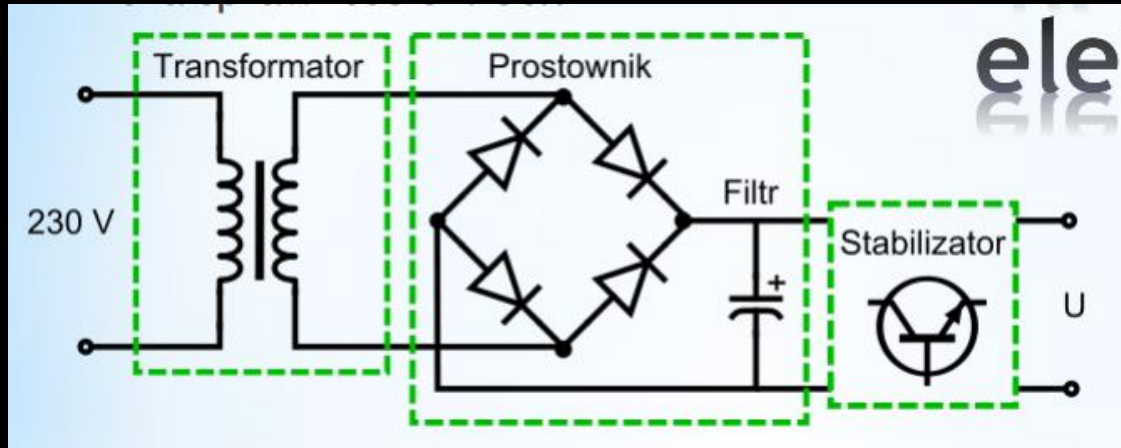 ele
Transformator
Prostownik
Filtr
230 V
Stabilizator
+
U